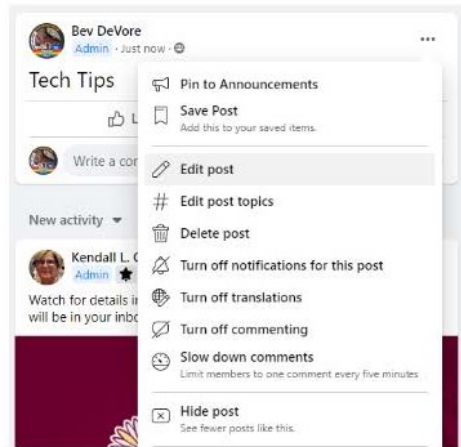 Bev DeVore
Admin · Just now ·
Tech Tips
Write a
New activity
Kendall L.
Admin
Watch for details
will be in your
Pin to Announcements
Save Post
Add this to your saved items.
Edit post
Edit post topics
Delete post
Turn off notifications for this post
Turn off translations
Turn off commenting
Slow down comments
Limit members to one comment every five minutes
Hide post
See fewer posts like this.